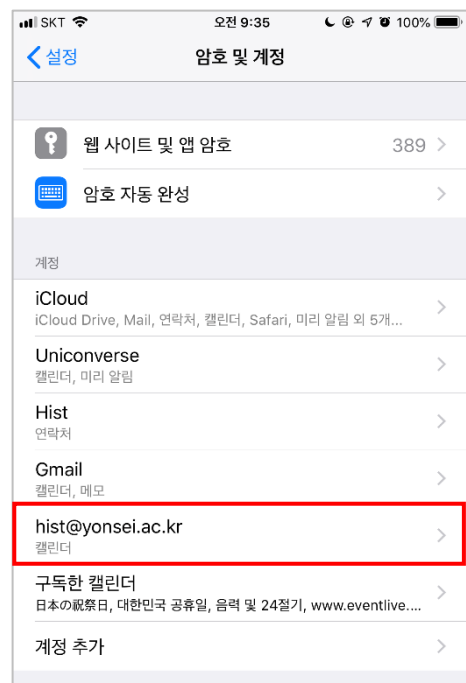 SKT 오전 9:35 100%
설정 암호 및 계정
웹 사이트 및 앱 암호 389
암호 자동 완성
계정
iCloud
iCloud Drive, Mail, 연락처, 캘린더, Safari, 미리 알림 외 5개...
Uniconverse
캘린더, 미리 알림
Hist
연락처
Gmail
캘린더, 메모
hist@yonsei.ac.kr
캘린더
구독한 캘린더
日本の祝祭日, 대한민국 공휴일, 음력 및 24절기, www.eventlive....
계정 추가